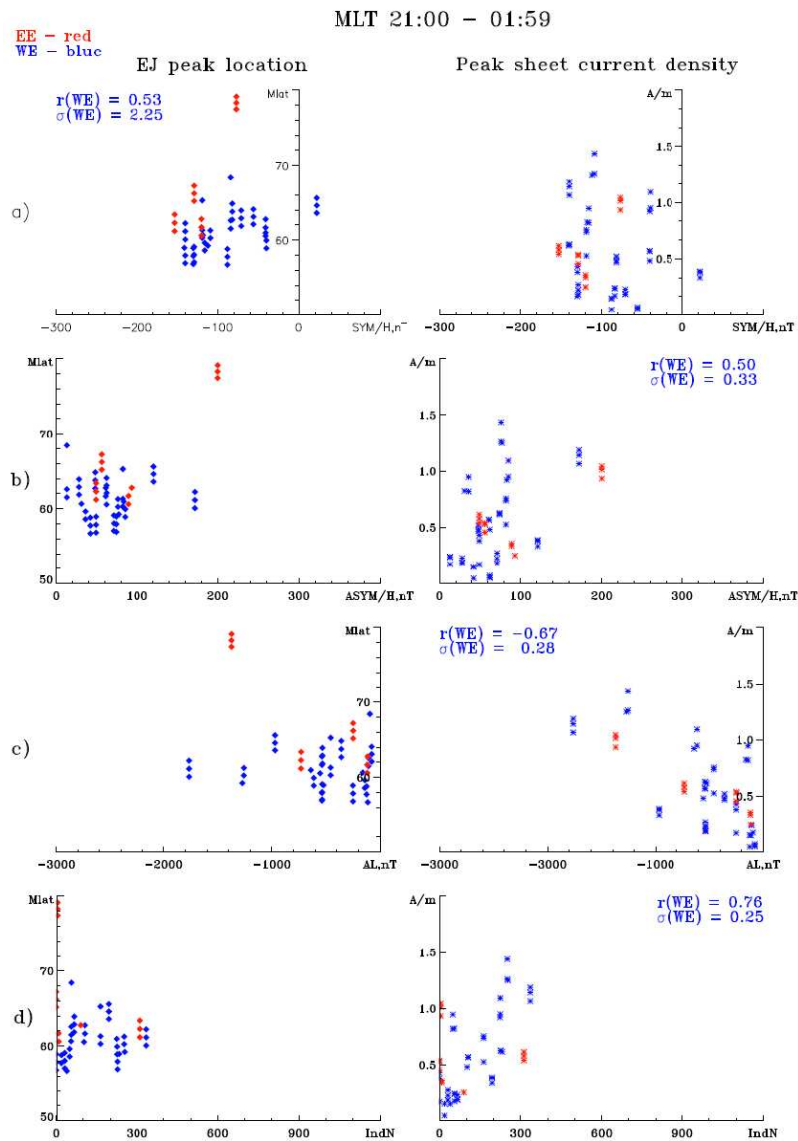 MLT 21:00 – 01:59
EE – red
WE – blue
EJ peak location
Peak sheet current density
r(WE) = 0.53
σ(WE) = 2.25
Mlat
70
60
a)
-300
-200
-100
0
SYM/H,n
A/m
1.5
1.0
0.5
-300
-200
-100
0
SYM/H,nT
b)
Mlat
70
60
50
0
100
200
300
ASYM/H,nT
A/m
1.5
1.0
0.5
r(WE) = 0.50
σ(WE) = 0.33
0
100
200
300
ASYM/H,nT
c)
Mlat
70
60
-3000
-2000
-1000
AL,nT
r(WE) = -0.67
σ(WE) = 0.28
A/m
1.5
1.0
0.5
-3000
-2000
-1000
AL,nT
d)
Mlat
70
60
50
0
300
600
900
IndN
A/m
1.5
1.0
0.5
r(WE) = 0.76
σ(WE) = 0.25
0
300
600
900
IndN